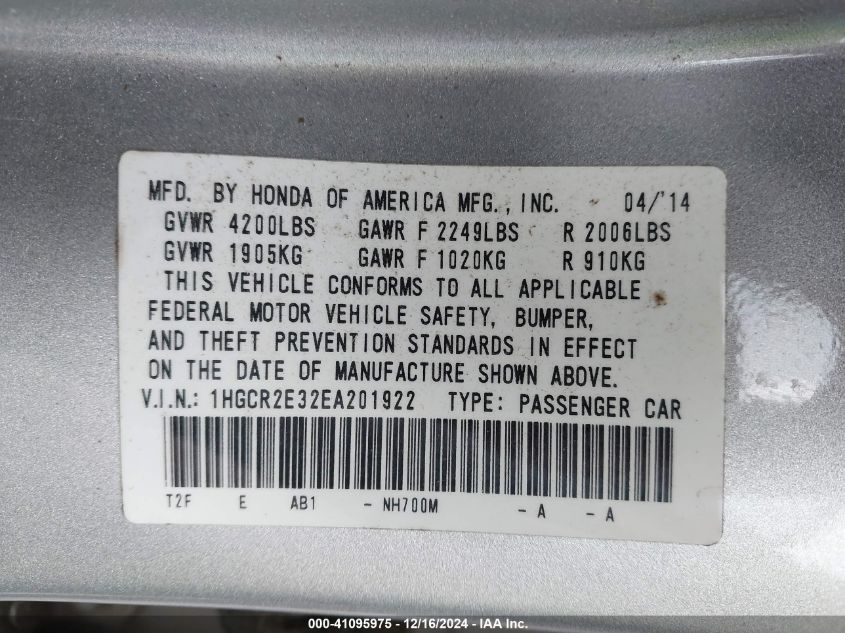 MFD. BY HONDA OF AMERICA MFG., INC. 04/'14
GVWR 4200LBS GAWR F 2249LBS R 2006LBS
GVWR 1905KG GAWR F 1020KG R 910KG
THIS VEHICLE CONFORMS TO ALL APPLICABLE
FEDERAL MOTOR VEHICLE SAFETY, BUMPER,
AND THEFT PREVENTION STANDARDS IN EFFECT
ON THE DATE OF MANUFACTURE SHOWN ABOVE.
V.I.N.: 1HGCR2E32EA201922 TYPE: PASSENGER CAR
T2F E AB1 - NH700M - A - A
000-41095975 - 12/16/2024 - IAA Inc.